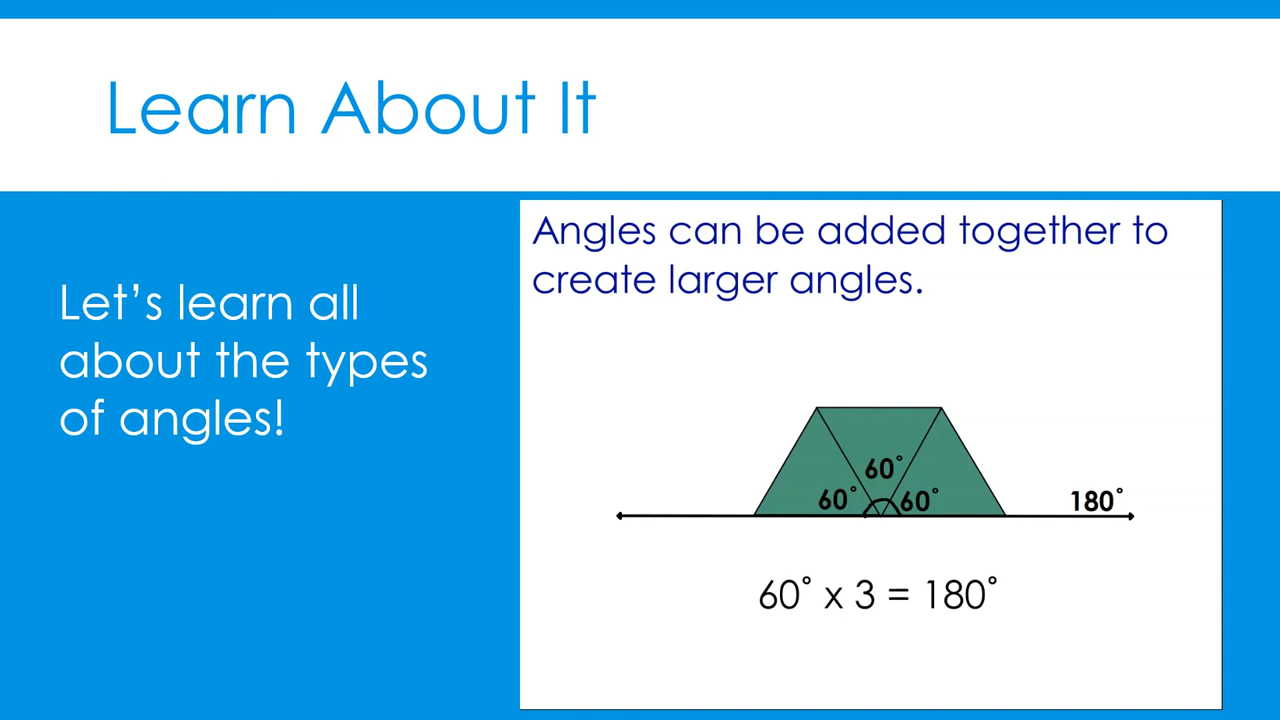 Learn About It
Let’s learn all
about the types
of angles!
Angles can be added together to
create larger angles.
60˚
60˚ 60˚ 180˚
60˚ x 3 = 180˚